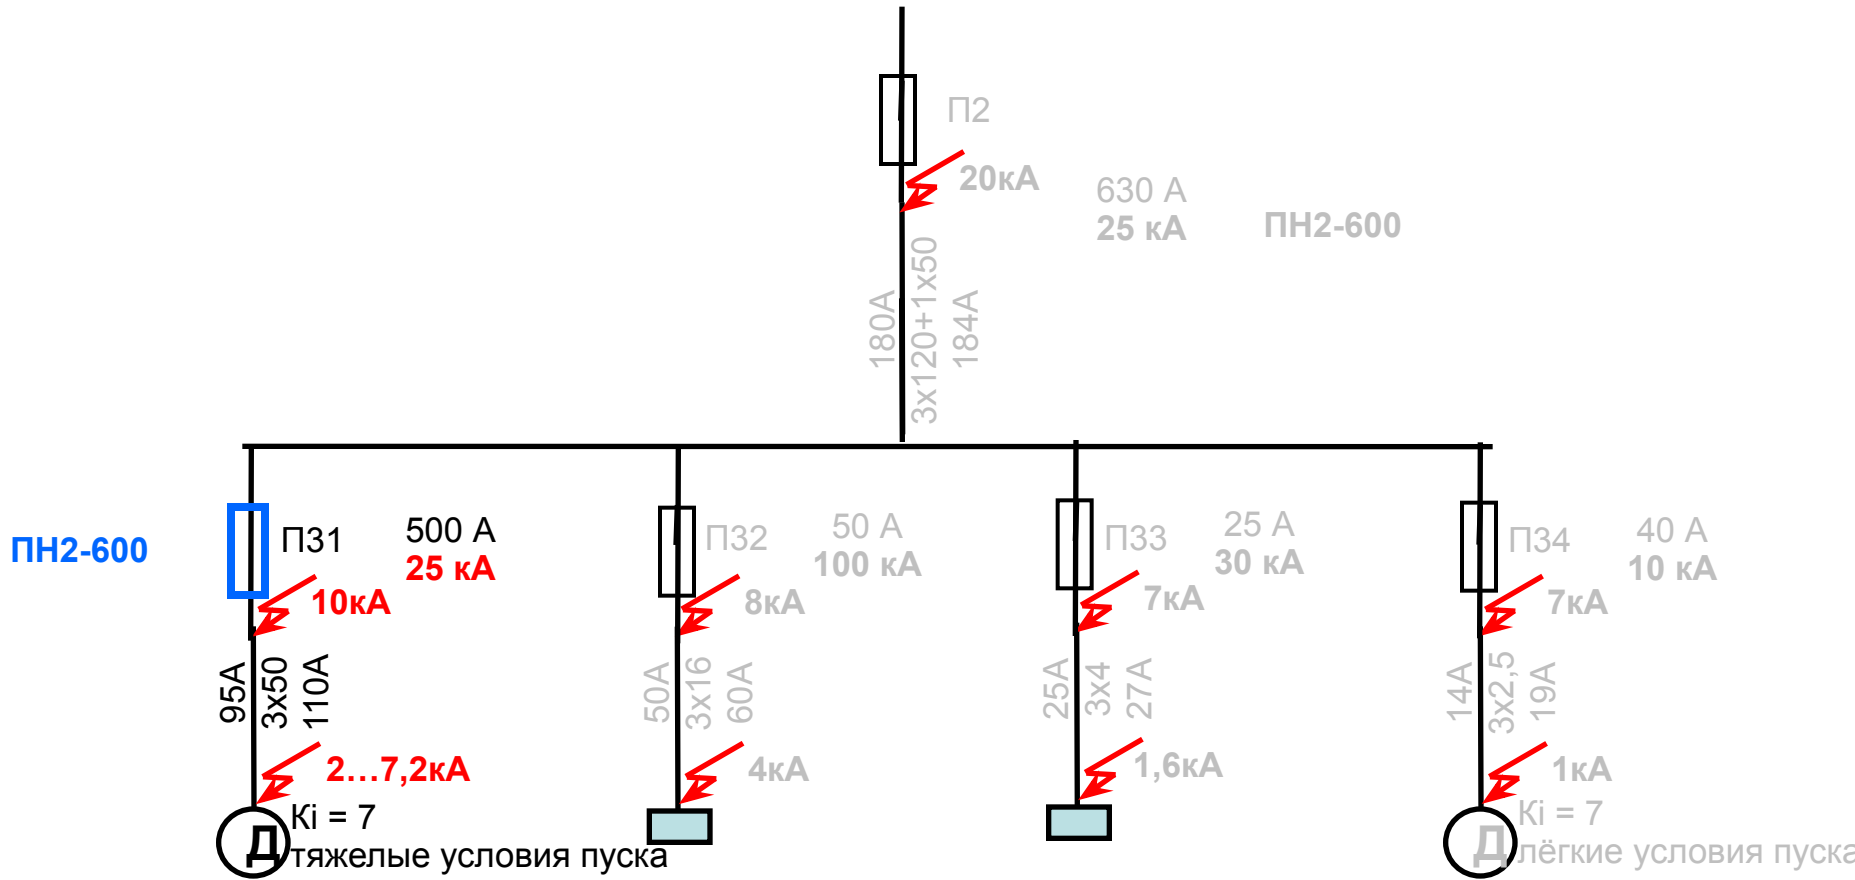 П2
20кА
630 А
25 кА
ПН2-600
180А
3х120+1х50
184А
ПН2-600
П31
500 А
25 кА
10кА
95А
3х50
110А
2...7,2кА
Д
Кi = 7
тяжелые условия пуска
П32
50 А
100 кА
8кА
50А
3х16
60А
4кА
П33
25 А
30 кА
7кА
25А
3х4
27А
1,6кА
П34
40 А
10 кА
7кА
14А
3х2,5
19А
1кА
Д
Кi = 7
лёгкие условия пуска